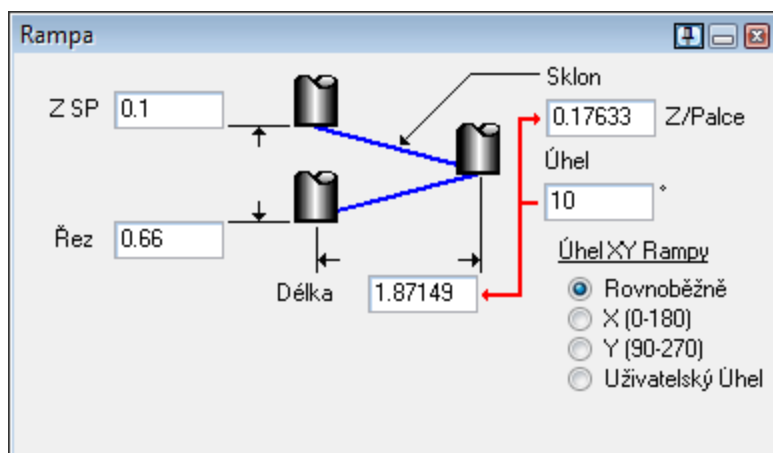 Rampa
Sklon
Z SP 0.1
0.17633 Z/Palce
Úhel
10 °
Řez 0.66
Úhel XY Rampy
Délka 1.87149
Rovnoběžně
X (0-180)
Y (90-270)
Uživatelský Úhel